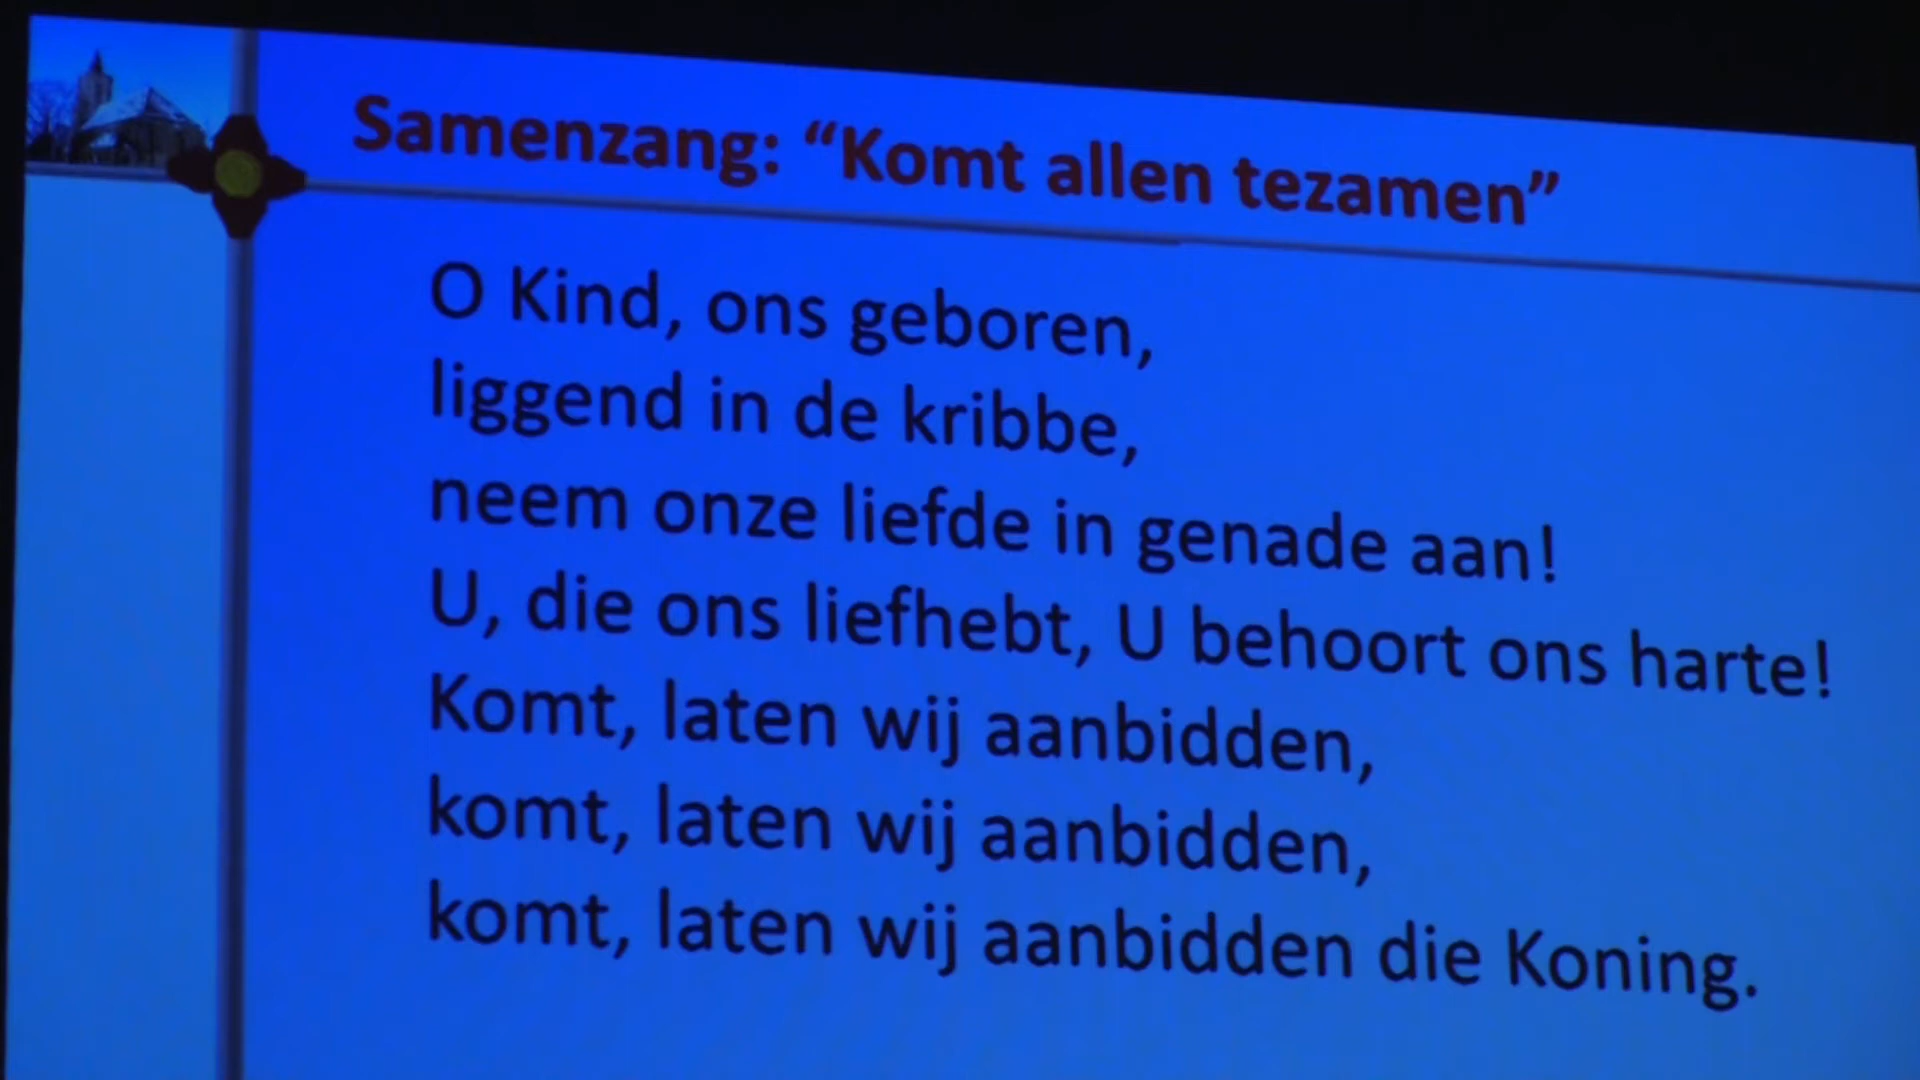 Samenzang: “Komt allen tezamen”
O Kind, ons geboren,
liggend in de kribbe,
neem onze liefde in genade aan!
U, die ons liefhebt, U behoort ons harte!
Komt, laten wij aanbidden,
komt, laten wij aanbidden,
komt, laten wij aanbidden die Koning.